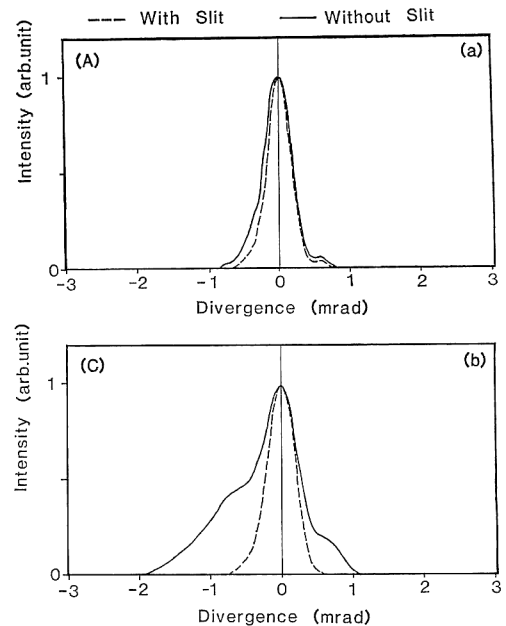 With Slit Without Slit
(A) (a)
Intensity (arb.unit)
1
0
-3 -2 -1 0 1 2 3
Divergence (mrad)
(C) (b)
Intensity (arb.unit)
1
0
-3 -2 -1 0 1 2 3
Divergence (mrad)